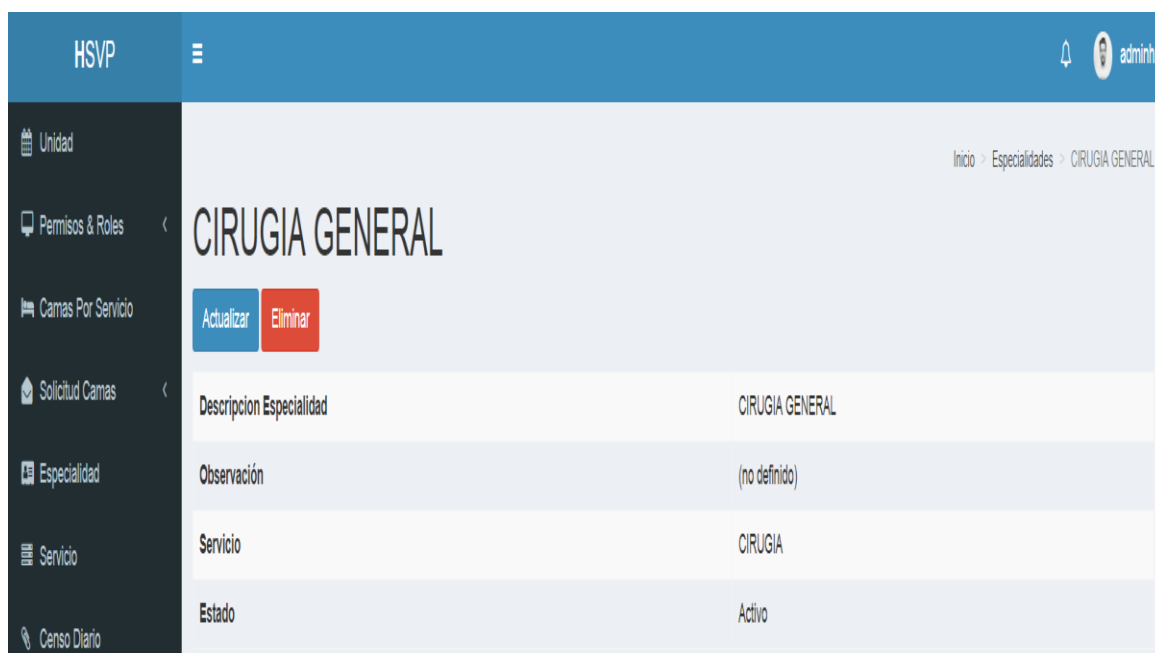 HSVP
adminh
Unidad
Permisos & Roles
Camas Por Servicio
Solicitud Camas
Especialidad
Servicio
Censo Diario
Inicio > Especialidades > CIRUGIA GENERAL
CIRUGIA GENERAL
Actualizar Eliminar
Descripcion Especialidad CIRUGIA GENERAL
Observación (no definido)
Servicio CIRUGIA
Estado Activo